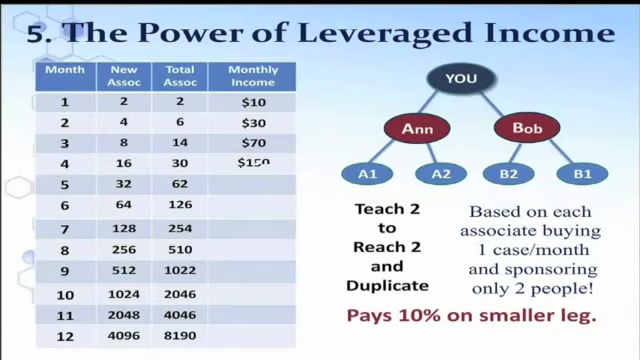 5. The Power of Leveraged Income
Month New Assoc Total Assoc Monthly Income
1 2 2 $10
2 4 6 $30
3 8 14 $70
4 16 30 $150
5 32 62
6 64 126
7 128 254
8 256 510
9 512 1022
10 1024 2046
11 2048 4046
12 4096 8190
YOU
Ann Bob
A1 A2 B2 B1
Teach 2
to
Reach 2
and
Duplicate
Based on each
associate buying
1 case/month
and sponsoring
only 2 people!
Pays 10% on smaller leg.